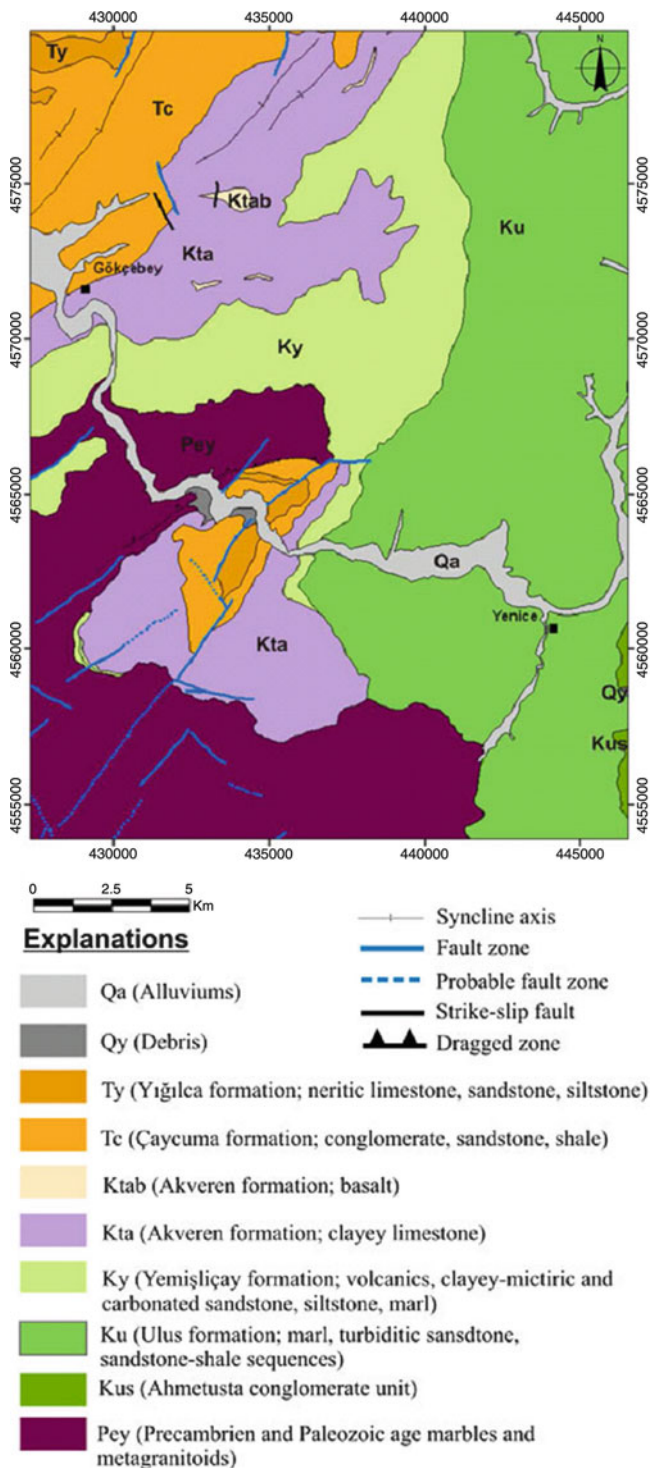 430000
435000
440000
445000
N
Ty
Tc
4575000
4575000
Ktab
Ku
Kta
Gökçebey
4570000
4570000
Ky
Pey
4565000
4565000
Qa
Yenice
4560000
4560000
Kta
Qy
Kus
4555000
4555000
430000
435000
440000
445000
0 2.5 5
Km
Explanations
Qa (Alluviums)
Qy (Debris)
Ty (Yığılca formation; neritic limestone, sandstone, siltstone)
Tc (Çaycuma formation; conglomerate, sandstone, shale)
Ktab (Akveren formation; basalt)
Kta (Akveren formation; clayey limestone)
Ky (Yemişliçay formation; volcanics, clayey-mictiric and
carbonated sandstone, siltstone, marl)
Ku (Ulus formation; marl, turbiditic sansdtone,
sandstone-shale sequences)
Kus (Ahmetusta conglomerate unit)
Pey (Precambrien and Paleozoic age marbles and
metagranitoids)
Syncline axis
Fault zone
Probable fault zone
Strike-slip fault
Dragged zone